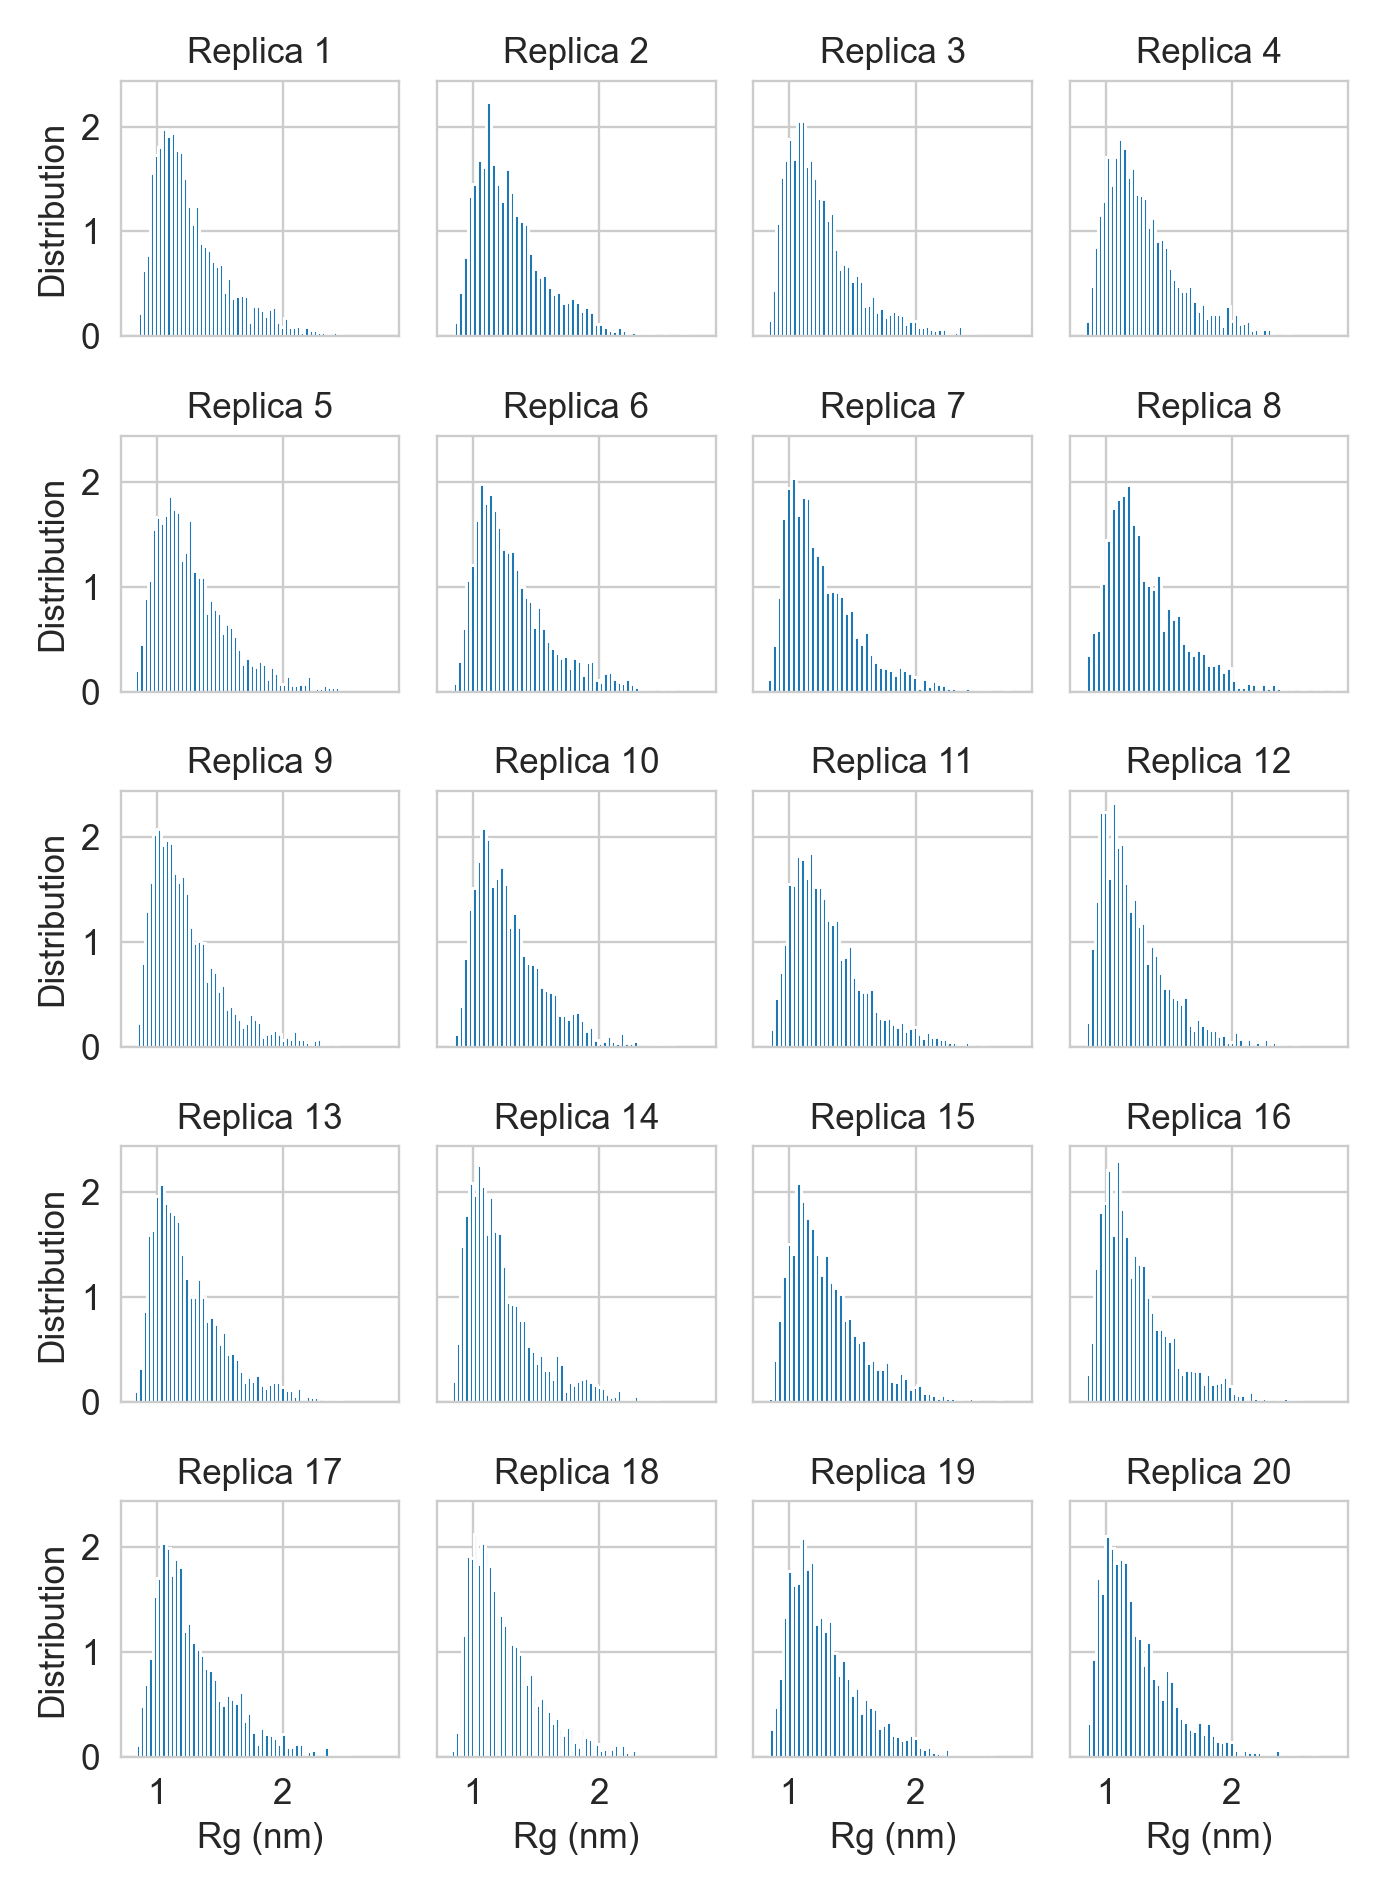 Replica 1
Replica 2
Replica 3
Replica 4
Distribution
2
1
0
Replica 5
Replica 6
Replica 7
Replica 8
Distribution
2
1
0
Replica 9
Replica 10
Replica 11
Replica 12
Distribution
2
1
0
Replica 13
Replica 14
Replica 15
Replica 16
Distribution
2
1
0
Replica 17
Replica 18
Replica 19
Replica 20
Distribution
2
1
0
1 2
1 2
1 2
1 2
Rg (nm)
Rg (nm)
Rg (nm)
Rg (nm)